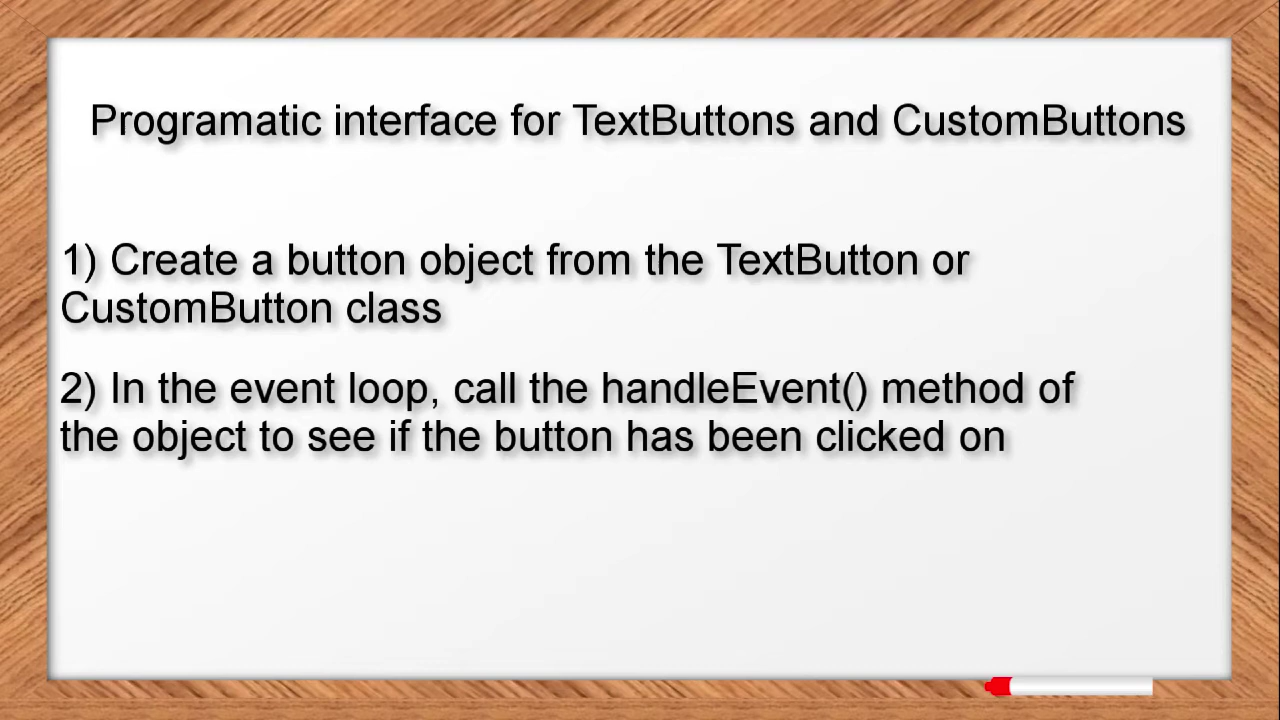 Programatic interface for TextButtons and CustomButtons
1) Create a button object from the TextButton or
CustomButton class
2) In the event loop, call the handleEvent() method of
the object to see if the button has been clicked on